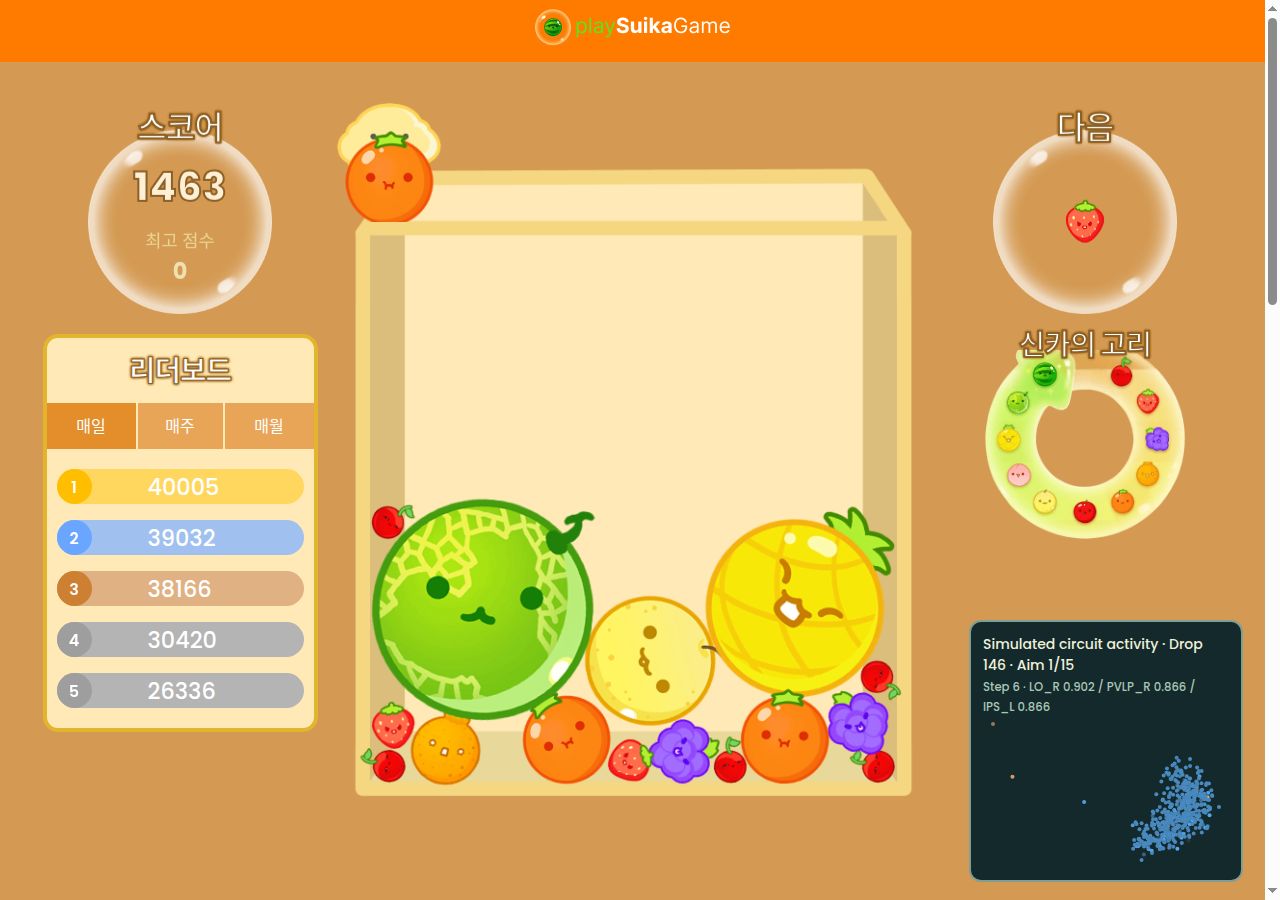 playSuikaGame
스코어
1463
최고 점수
0
리더보드
매일 매주 매월
1 40005
2 39032
3 38166
4 30420
5 26336
다음
신카의 고리
Simulated circuit activity · Drop
146 · Aim 1/15
Step 6 · LO_R 0.902 / PVLP_R 0.866 /
IPS_L 0.866